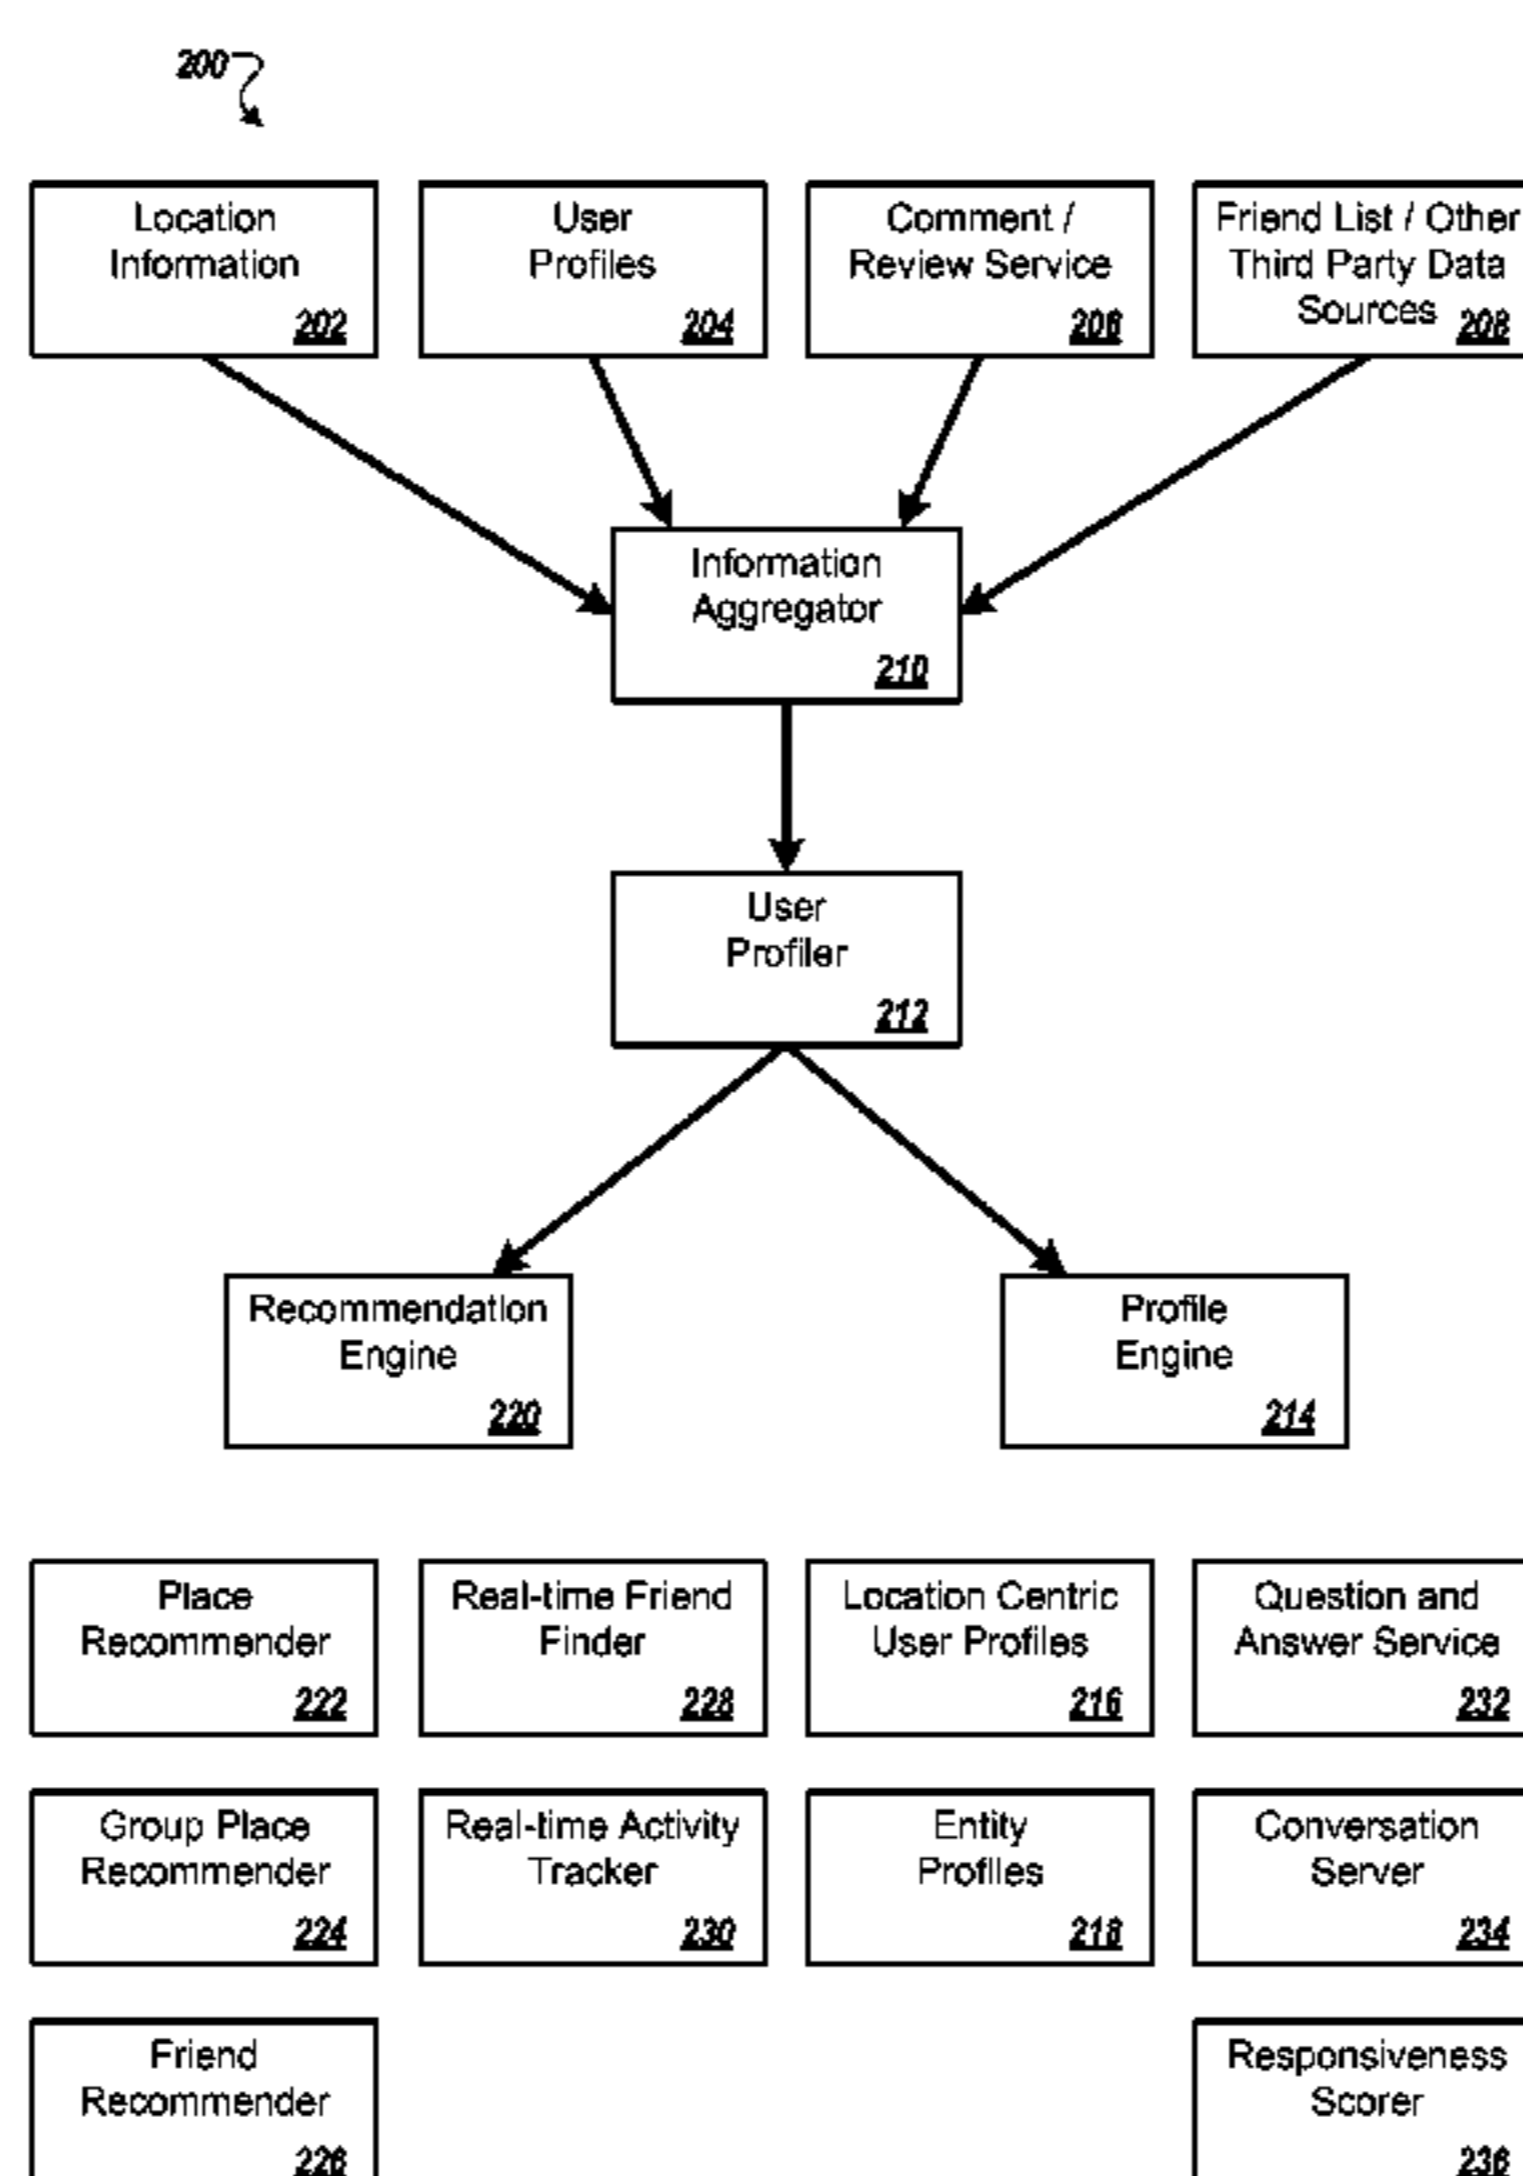 200
Location
Information
202
User
Profiles
204
Comment /
Review Service
206
Friend List / Other
Third Party Data
Sources
208
Information
Aggregator
210
User
Profiler
212
Recommendation
Engine
220
Profile
Engine
214
Place
Recommender
222
Real-time Friend
Finder
228
Location Centric
User Profiles
216
Question and
Answer Service
232
Group Place
Recommender
224
Real-time Activity
Tracker
230
Entity
Profiles
218
Conversation
Server
234
Friend
Recommender
226
Responsiveness
Scorer
236